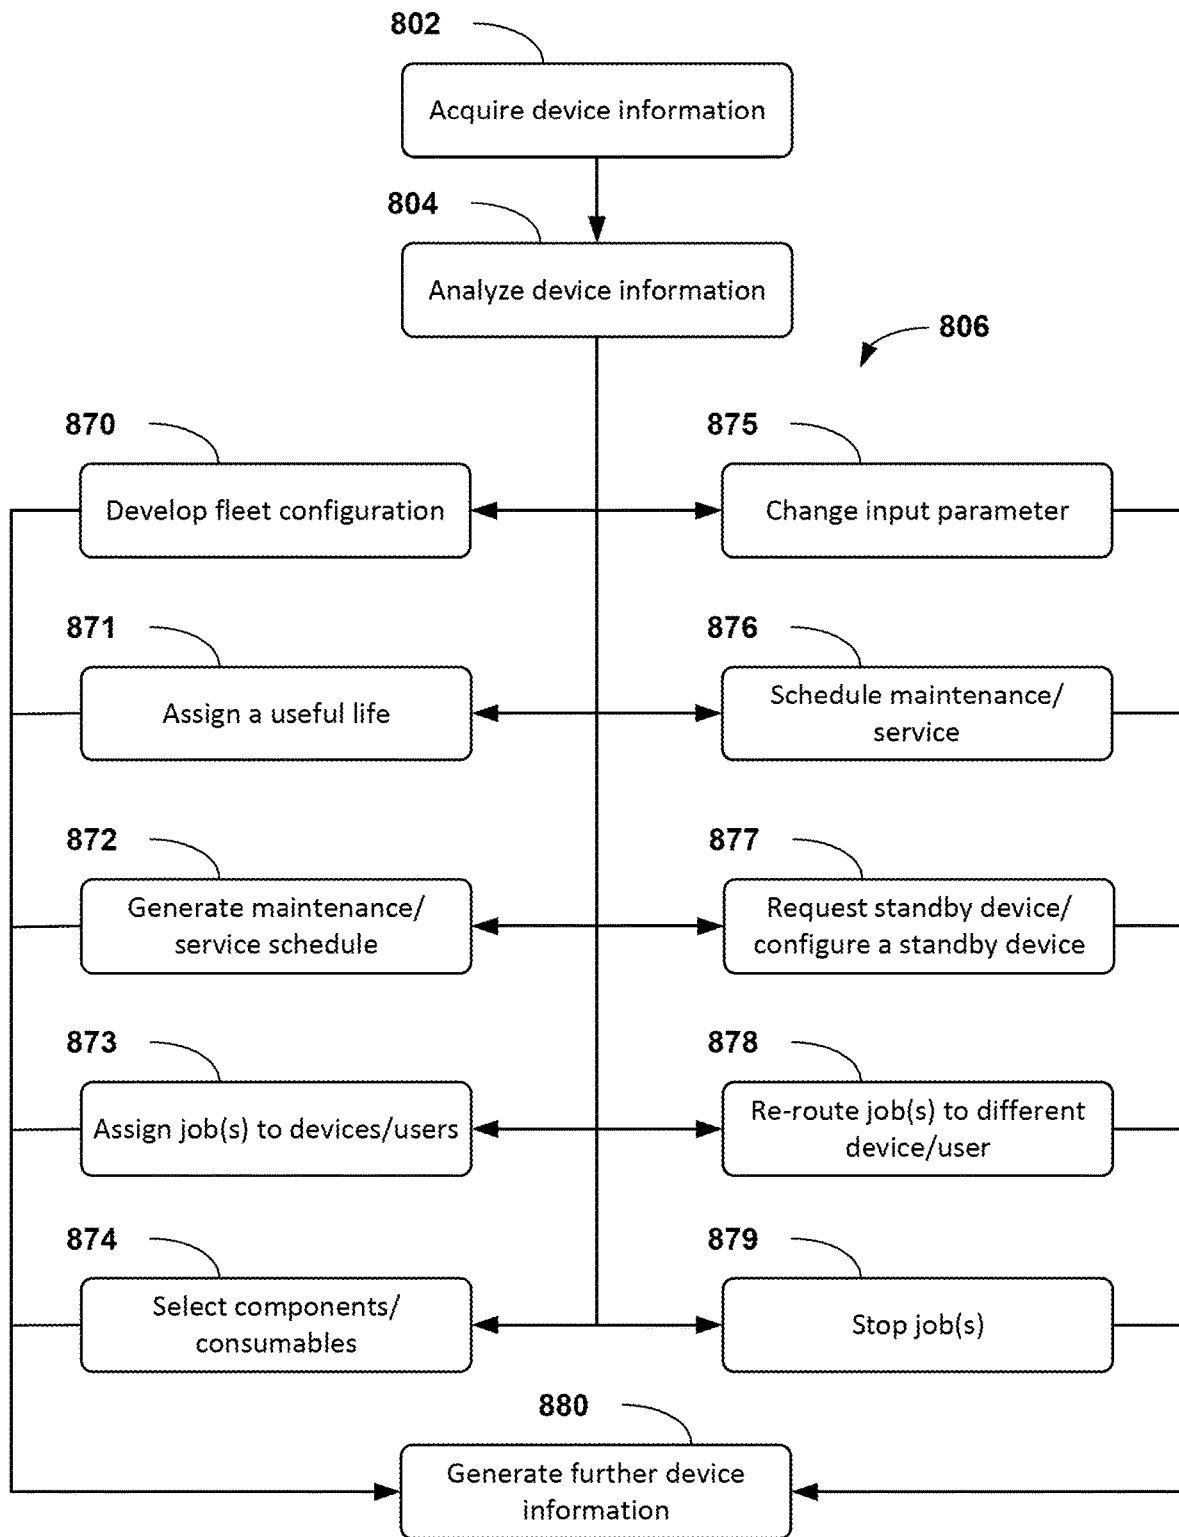 802
Acquire device information
804
Analyze device information
806
870
Develop fleet configuration
875
Change input parameter
871
Assign a useful life
876
Schedule maintenance/
service
872
Generate maintenance/
service schedule
877
Request standby device/
configure a standby device
873
Assign job(s) to devices/users
878
Re-route job(s) to different
device/user
874
Select components/
consumables
879
Stop job(s)
880
Generate further device
information